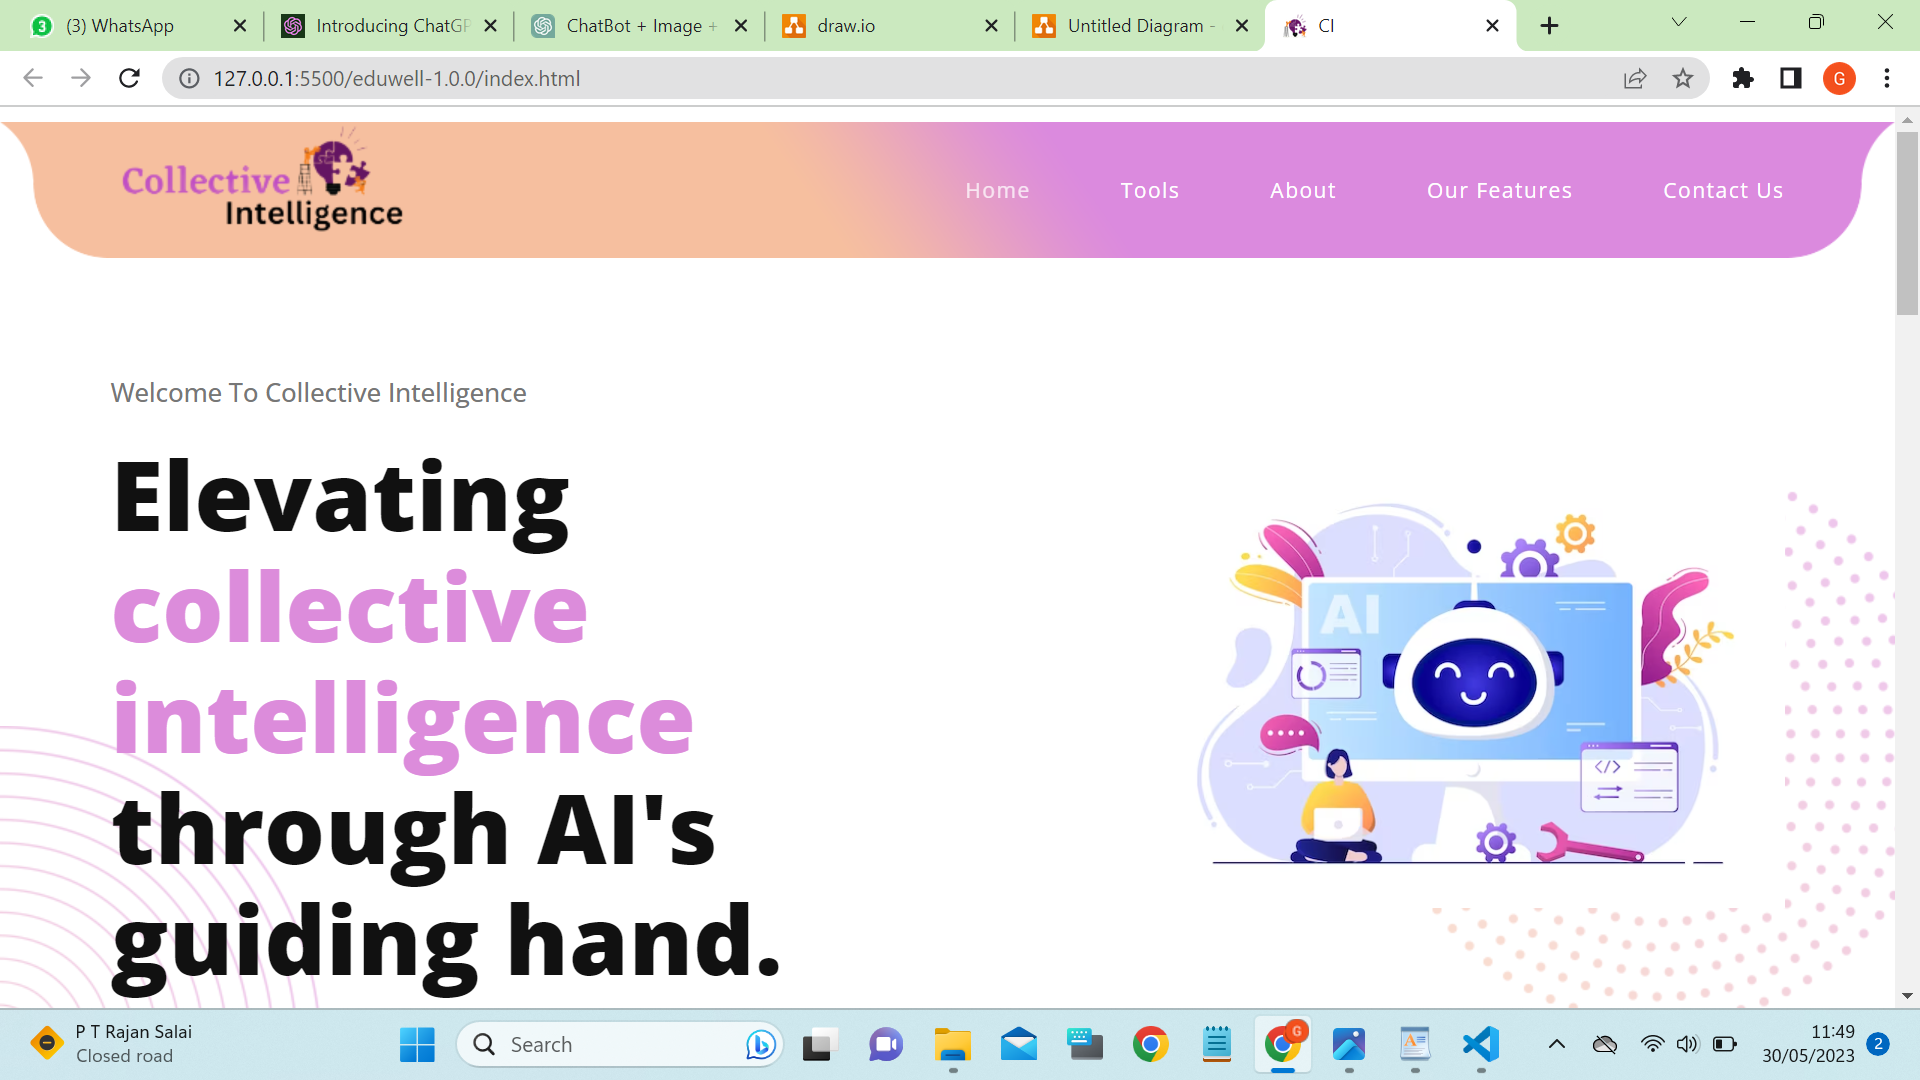 (3) WhatsApp
Introducing ChatGP
ChatBot + Image +
draw.io
Untitled Diagram -
CI
127.0.0.1:5500/eduwell-1.0.0/index.html
G
Collective
Intelligence
Home
Tools
About
Our Features
Contact Us
Welcome To Collective Intelligence
Elevating
collective
intelligence
through AI's
guiding hand.
AI
</>
P T Rajan Salai
Closed road
Search
G
11:49
30/05/2023
2